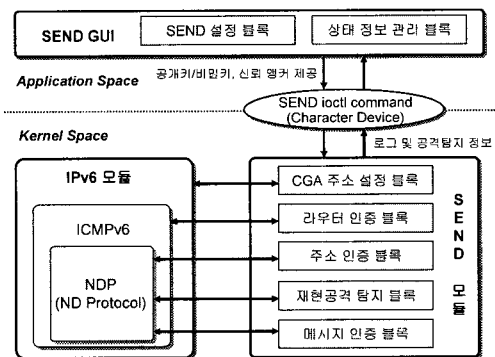 SEND GUI
SEND 설정 블록
상태 정보 관리 블록
Application Space
공개키/비밀키, 신뢰 앵커 제공
SEND ioctl command
(Character Device)
Kernel Space
로그 및 공격탐지 정보
IPv6 모듈
ICMPv6
NDP
(ND Protocol)
CGA 주소 설정 블록
라우터 인증 블록
주소 인증 블록
재현공격 탐지 블록
메시지 인증 블록
SEND 모듈